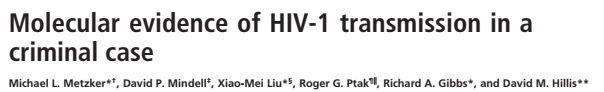 Molecular evidence of HIV-1 transmission in a
criminal case
Michael L. Metzker*†, David P. Mindell‡, Xiao-Mei Liu*§, Roger G. Ptak¶‖, Richard A. Gibbs*, and David M. Hillis**